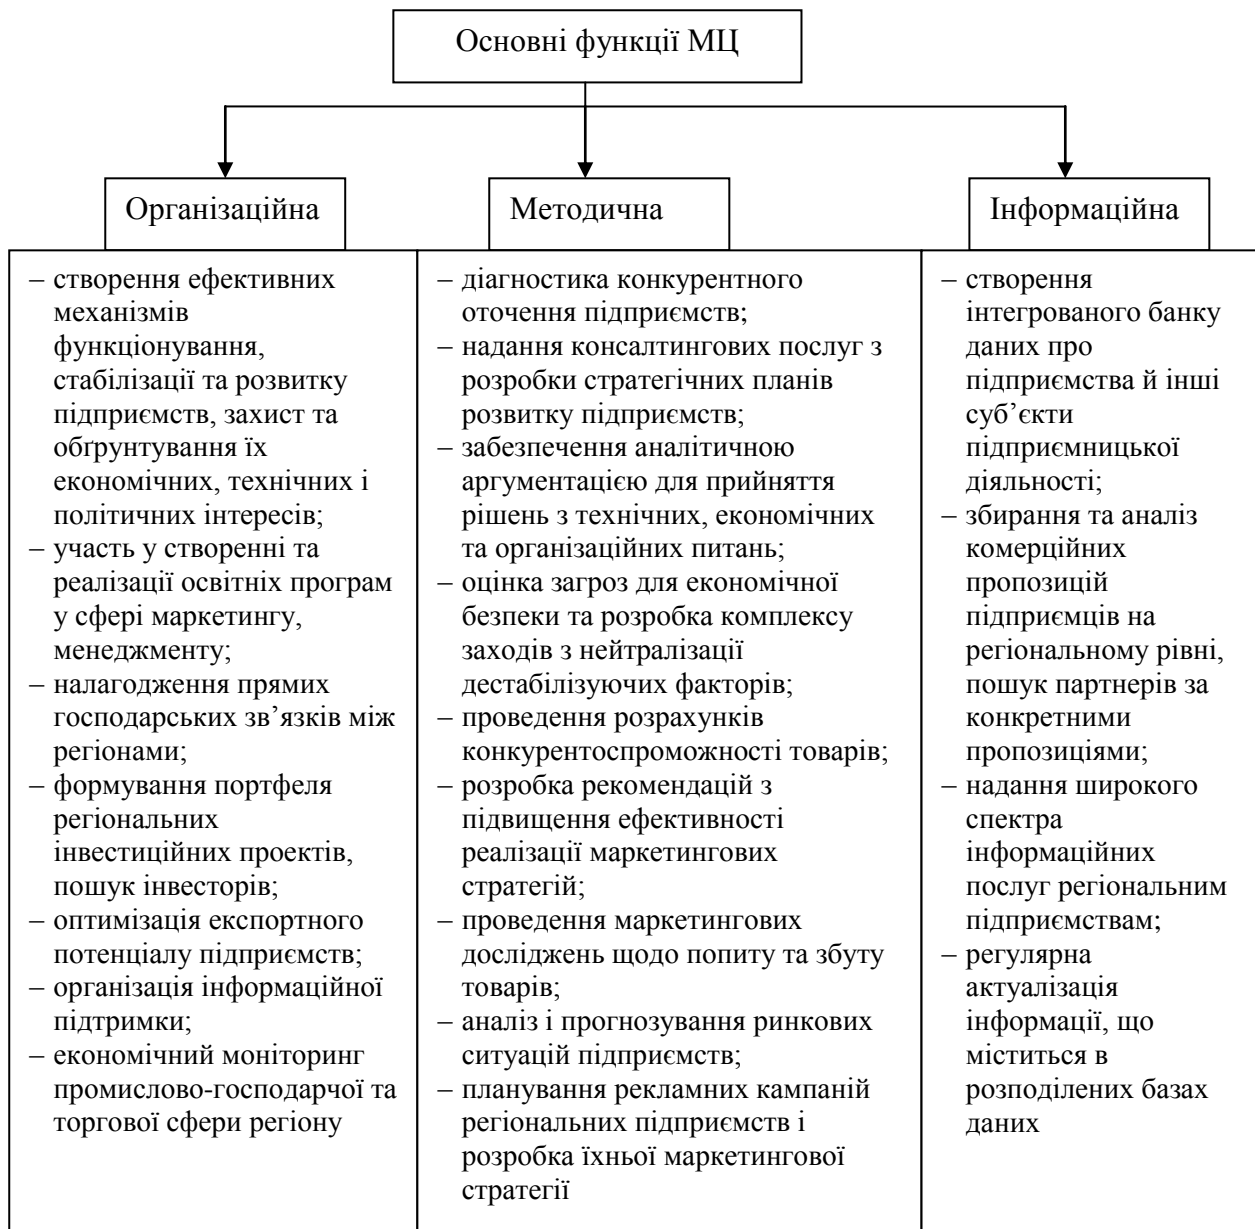 Основні функції МЦ
Організаційна
Методична
Інформаційна
– створення ефективних
механізмів
функціонування,
стабілізації та розвитку
підприємств, захист та
обґрунтування їх
економічних, технічних і
політичних інтересів;
– участь у створенні та
реалізації освітніх програм
у сфері маркетингу,
менеджменту;
– налагодження прямих
господарських зв’язків між
регіонами;
– формування портфеля
регіональних
інвестиційних проектів,
пошук інвесторів;
– оптимізація експортного
потенціалу підприємств;
– організація інформаційної
підтримки;
– економічний моніторинг
промислово-господарчої та
торгової сфери регіону
– діагностика конкурентного
оточення підприємств;
– надання консалтингових послуг з
розробки стратегічних планів
розвитку підприємств;
– забезпечення аналітичною
аргументацією для прийняття
рішень з технічних, економічних
та організаційних питань;
– оцінка загроз для економічної
безпеки та розробка комплексу
заходів з нейтралізації
дестабілізуючих факторів;
– проведення розрахунків
конкурентоспроможності товарів;
– розробка рекомендацій з
підвищення ефективності
реалізації маркетингових
стратегій;
– проведення маркетингових
досліджень щодо попиту та збуту
товарів;
– аналіз і прогнозування ринкових
ситуацій підприємств;
– планування рекламних кампаній
регіональних підприємств і
розробка їхньої маркетингової
стратегії
– створення
інтегрованого банку
даних про
підприємства й інші
суб’єкти
підприємницької
діяльності;
– збирання та аналіз
комерційних
пропозицій
підприємців на
регіональному рівні,
пошук партнерів за
конкретними
пропозиціями;
– надання широкого
спектра
інформаційних
послуг регіональним
підприємствам;
– регулярна
актуалізація
інформації, що
міститься в
розподілених базах
даних